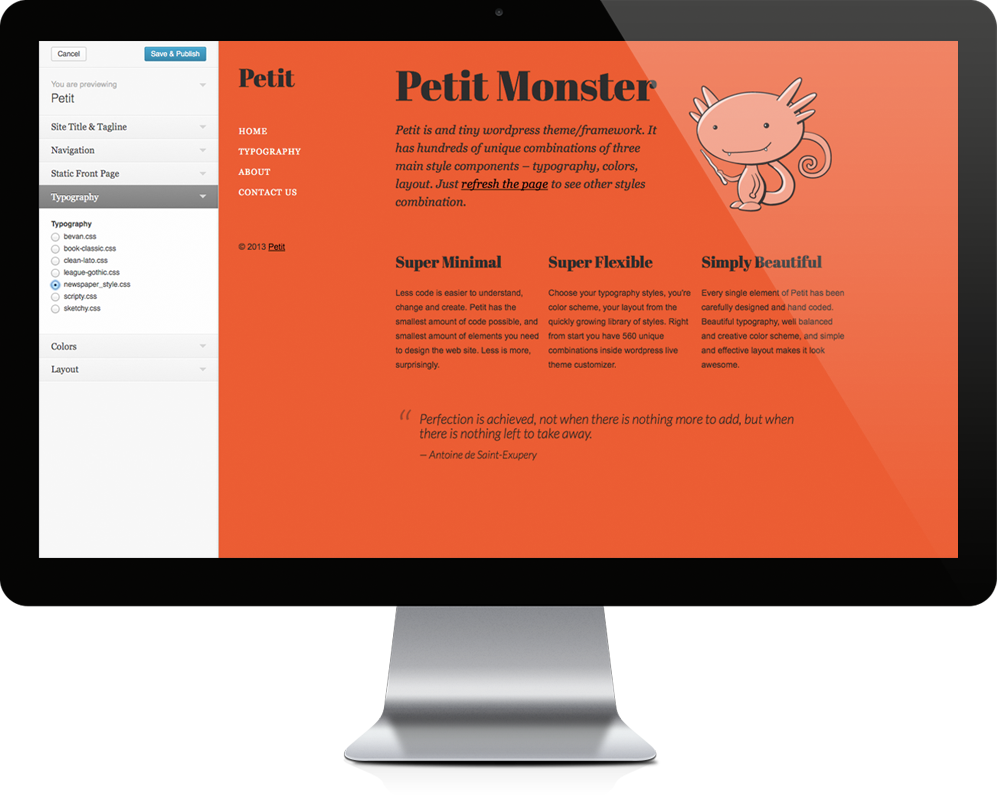 Cancel
Save & Publish
You are previewing
Petit
Site Title & Tagline
Navigation
Static Front Page
Typography
Typography
bevan.css
book-classic.css
clean-lato.css
league-gothic.css
newspaper_style.css
scripty.css
sketchy.css
Colors
Layout
Petit
HOME
TYPOGRAPHY
ABOUT
CONTACT US
© 2013 Petit
Petit Monster
Petit is and tiny wordpress theme/framework. It
has hundreds of unique combinations of three
main style components – typography, colors,
layout. Just refresh the page to see other styles
combination.
Super Minimal
Less code is easier to understand,
change and create. Petit has the
smallest amount of code possible, and
smallest amount of elements you need
to design the web site. Less is more,
surprisingly.
Super Flexible
Choose your typography styles, you're
color scheme, your layout from the
quickly growing library of styles. Right
from start you have 560 unique
combinations inside wordpress live
theme customizer.
Simply Beautiful
Every single element of Petit has been
carefully designed and hand coded.
Beautiful typography, well balanced
and creative color scheme, and simple
and effective layout makes it look
awesome.
“ Perfection is achieved, not when there is nothing more to add, but when
there is nothing left to take away.
— Antoine de Saint-Exupery